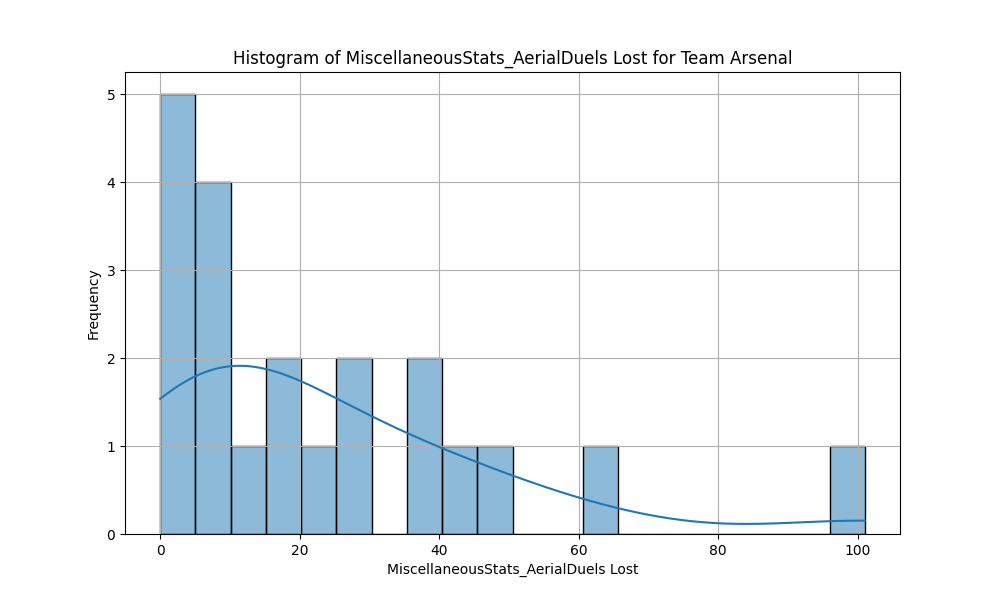 Histogram of MiscellaneousStats_AerialDuels Lost for Team Arsenal
5
4
3
2
1
0
Frequency
0 20 40 60 80 100
MiscellaneousStats_AerialDuels Lost